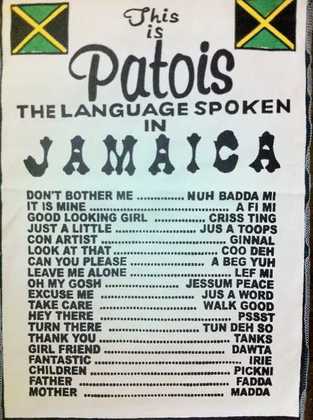 This
is
Patois
THE LANGUAGE SPOKEN
IN
JAMAICA
DON'T BOTHER ME ............. NUH BADDA MI
IT IS MINE ................................. A FI MI
GOOD LOOKING GIRL .............. CRISS TING
JUST A LITTLE ....................... JUS A TOOPS
CON ARTIST ................................ GINNAL
LOOK AT THAT ........................... COO DEH
CAN YOU PLEASE ................... A BEG YUH
LEAVE ME ALONE .......................... LEF MI
OH MY GOSH .................... JESSUM PEACE
EXCUSE ME ......................... JUS A WORD
TAKE CARE .......................... WALK GOOD
HEY THERE .................................. PSSST
TURN THERE ....................... TUN DEH SO
THANK YOU .................................. TANKS
GIRL FRIEND ............................... DAWTA
FANTASTIC ..................................... IRIE
CHILDREN ................................... PICKNI
FATHER ...................................... FADDA
MOTHER .................................... MADDA